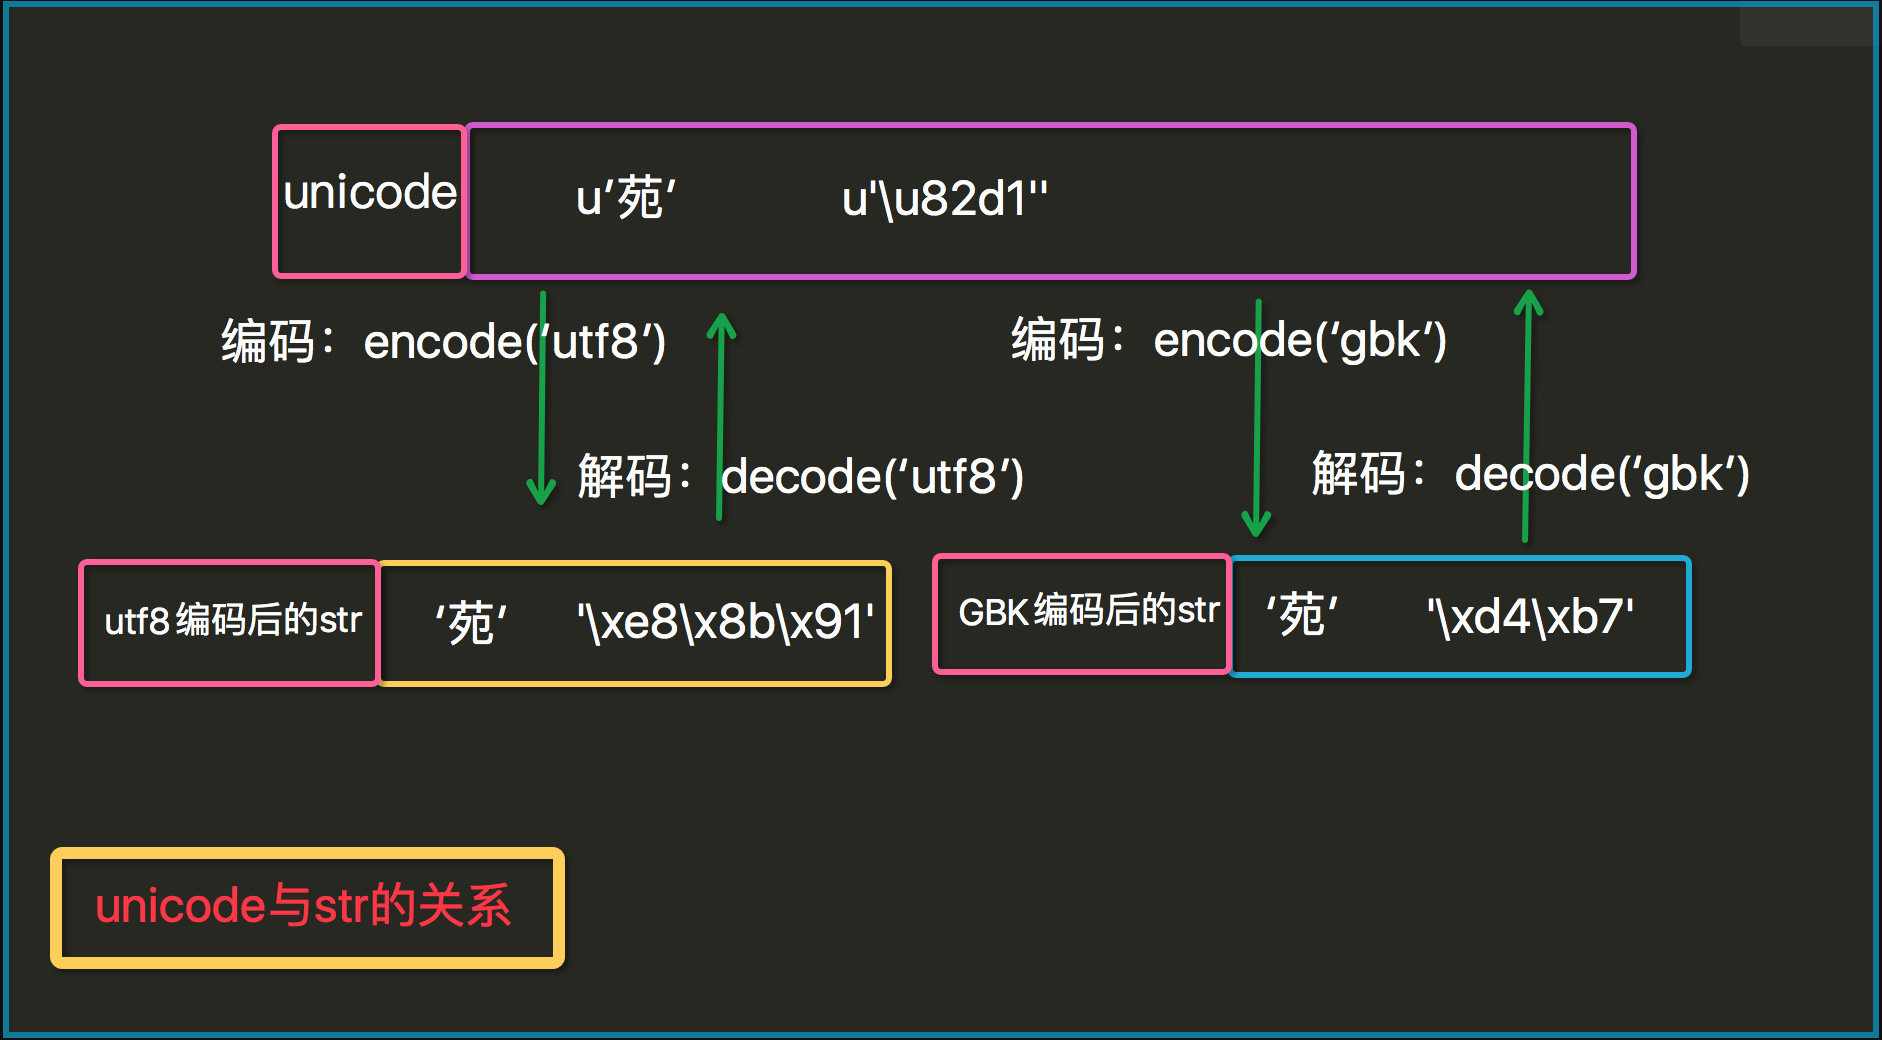 unicode u‘苑’ u'\u82d1''
编码：encode(‘utf8’) 编码：encode(‘gbk’)
解码：decode(‘utf8’) 解码：decode(‘gbk’)
utf8编码后的str ‘苑‘ '\xe8\x8b\x91' GBK编码后的str ‘苑’ '\xd4\xb7'
unicode与str的关系